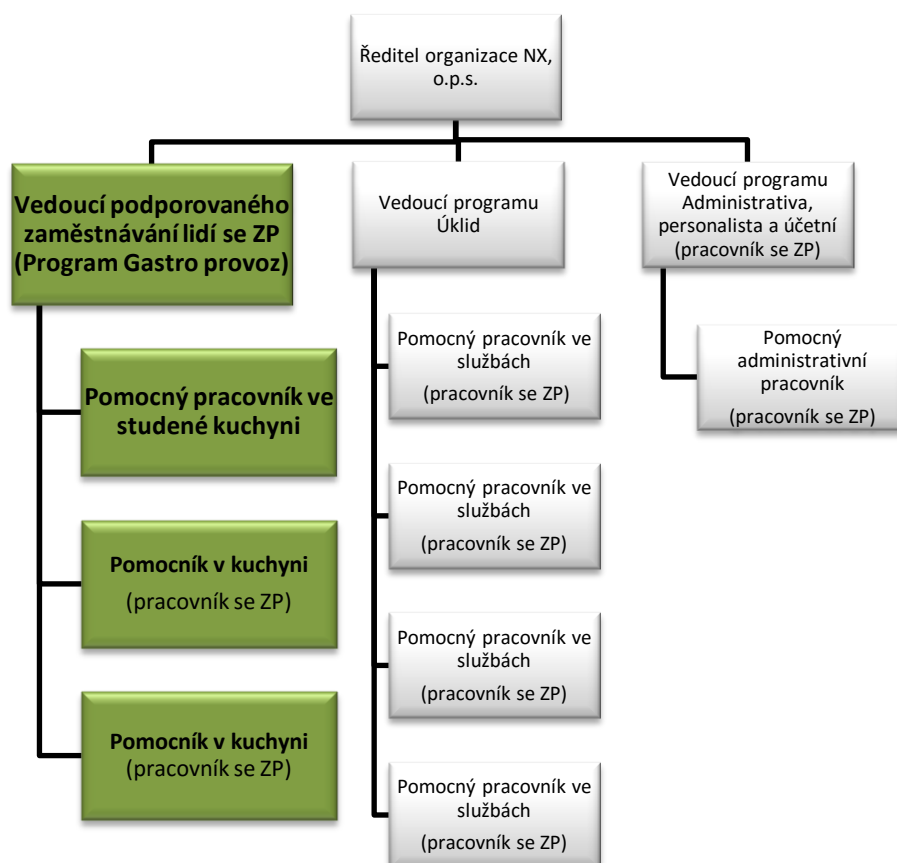 Ředitel organizace NX,
o.p.s.
Vedoucí podporovaného
zaměstnávání lidí se ZP
(Program Gastro provoz)
Pomocný pracovník ve
studené kuchyni
Pomocník v kuchyni
(pracovník se ZP)
Pomocník v kuchyni
(pracovník se ZP)
Vedoucí programu
Úklid
Pomocný pracovník ve
službách
(pracovník se ZP)
Pomocný pracovník ve
službách
(pracovník se ZP)
Pomocný pracovník ve
službách
(pracovník se ZP)
Pomocný pracovník ve
službách
(pracovník se ZP)
Vedoucí programu
Administrativa,
personalista a účetní
(pracovník se ZP)
Pomocný
administrativní
pracovník
(pracovník se ZP)